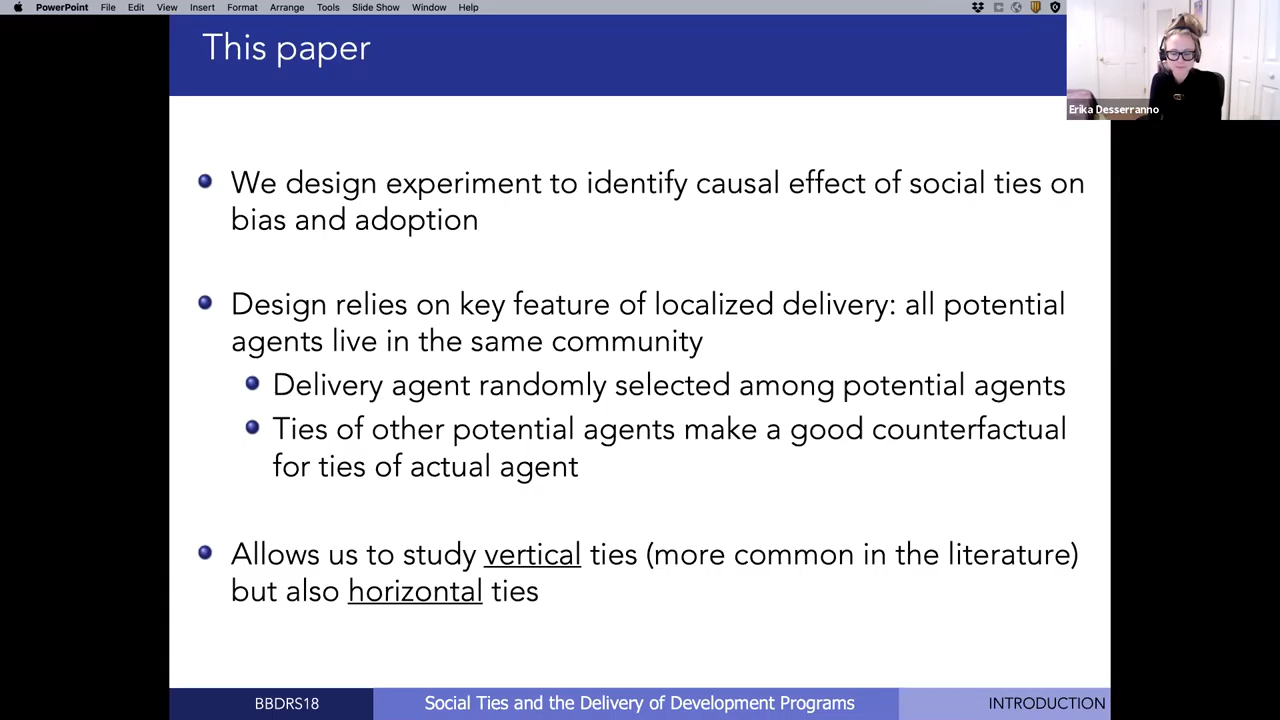 PowerPoint File Edit View Insert Format Arrange Tools Slide Show Window Help
This paper
Erika Desserranno
We design experiment to identify causal effect of social ties on
bias and adoption
Design relies on key feature of localized delivery: all potential
agents live in the same community
Delivery agent randomly selected among potential agents
Ties of other potential agents make a good counterfactual
for ties of actual agent
Allows us to study vertical ties (more common in the literature)
but also horizontal ties
BBDRS18 Social Ties and the Delivery of Development Programs INTRODUCTION